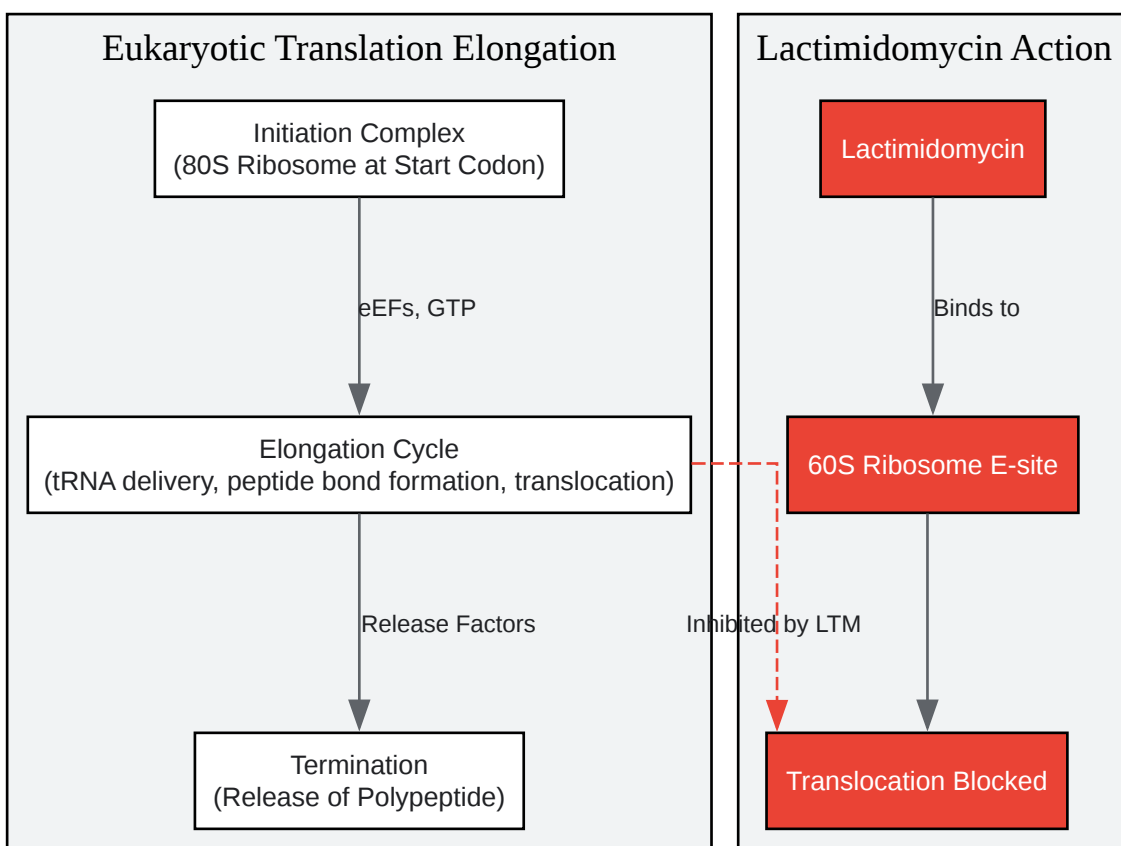 Eukaryotic Translation Elongation
Initiation Complex
(80S Ribosome at Start Codon)
eEFs, GTP
Elongation Cycle
(tRNA delivery, peptide bond formation, translocation)
Release Factors
Termination
(Release of Polypeptide)
Inhibited by LTM
Lactimidomycin Action
Lactimidomycin
Binds to
60S Ribosome E-site
Translocation Blocked